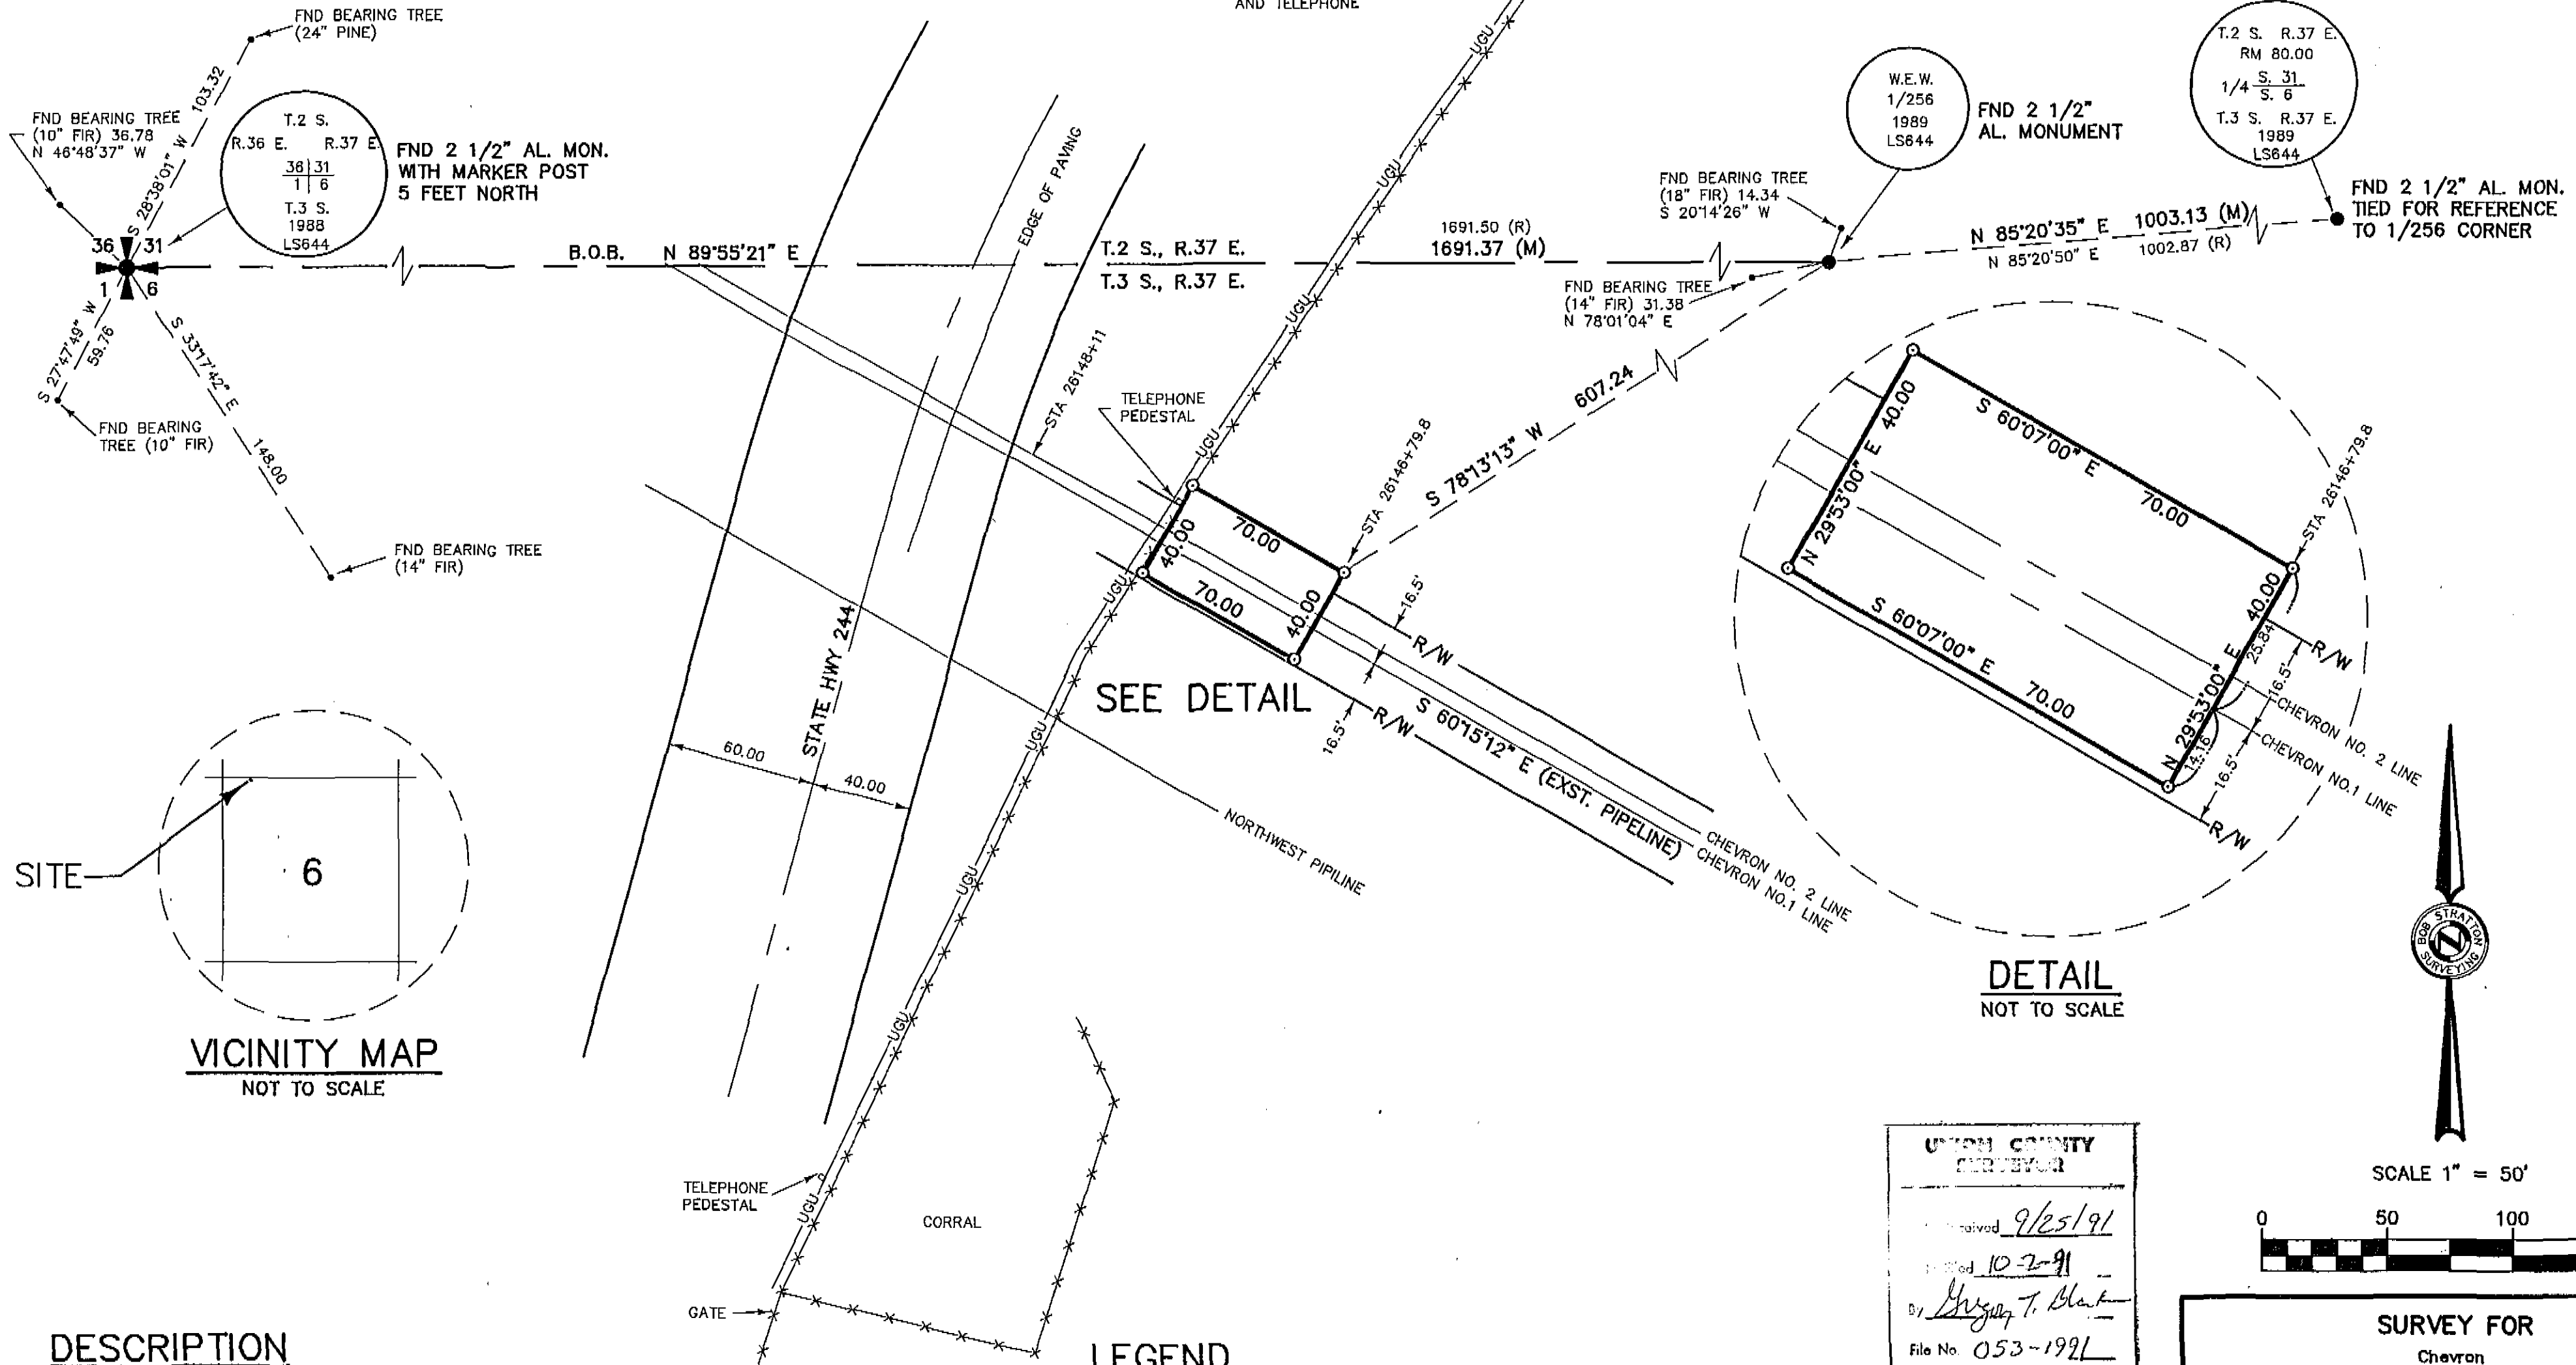 AND TELEPHONE
FND BEARING TREE
(24" PINE)
S 28°38'01" W 103.32
FND BEARING TREE
(10" FIR) 36.78
N 46°48'37" W
T.2 S.
R.36 E. R.37 E.
36 31
1 6
T.3 S.
1988
LS644
FND 2 1/2" AL. MON.
WITH MARKER POST
5 FEET NORTH
36 31
1 6
S 27°47'49" W
59.76
FND BEARING
TREE (10" FIR)
S 33°17'42" E
148.00
FND BEARING TREE
(14" FIR)
B.O.B. N 89°55'21" E
T.2 S., R.37 E.
T.3 S., R.37 E.
1691.50 (R)
1691.37 (M)
EDGE OF PAVING
STA 26148+11
UGU
UGU
UGU
UGU
UGU
UGU
UGU
UGU
UGU
UGU
TELEPHONE
PEDESTAL
W.E.W.
1/256
1989
LS644
FND 2 1/2"
AL. MONUMENT
FND BEARING TREE
(18" FIR) 14.34
S 20°14'26" W
FND BEARING TREE
(14" FIR) 31.38
N 78°01'04" E
T.2 S. R.37 E.
RM 80.00
1/4 S. 31
S. 6
T.3 S. R.37 E.
1989
LS644
FND 2 1/2" AL. MON.
TIED FOR REFERENCE
TO 1/256 CORNER
N 85°20'35" E 1003.13 (M)
N 85°20'50" E 1002.87 (R)
S 78°13'13" W 607.24
STA 26146+79.8
70.00
40.00
70.00
40.00
16.5'
R/W
16.5'
R/W
S 60°15'12" E (EXST. PIPELINE)
CHEVRON NO. 2 LINE
CHEVRON NO.1 LINE
SEE DETAIL
STATE HWY 244
60.00
40.00
NORTHWEST PIPILINE
N 29°53'00" E 40.00
S 60°07'00" E 70.00
STA 26146+79.8
S 60°07'00" E 70.00
N 29°53'00" E 40.00
25.84
14.16
16.5'
16.5'
R/W
CHEVRON NO. 2 LINE
CHEVRON NO.1 LINE
R/W
DETAIL
NOT TO SCALE
SITE
6
VICINITY MAP
NOT TO SCALE
BOB STRATTON
SURVEYING
N
SCALE 1" = 50'
0 50 100
TELEPHONE
PEDESTAL
CORRAL
GATE
UNION COUNTY
SURVEYOR
9/25/91
10-2-91
By Gregory T.
File No. 053-1991
DESCRIPTION
LEGEND
SURVEY FOR
Chevron